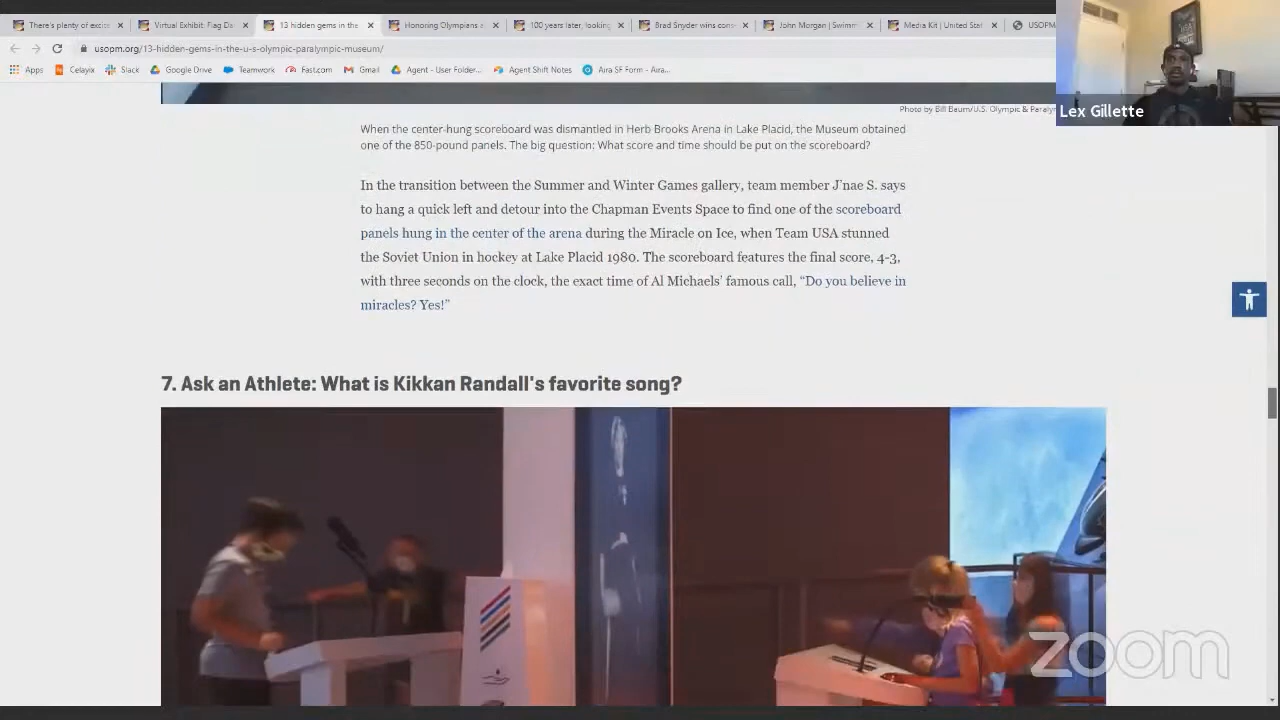 There's plenty of excit
Virtual Exhibit: Flag Da
13 hidden gems in the
Honoring Olympians a
100 years later, looking
Brad Snyder wins cons
John Morgan | Swimm
Media Kit | United Stat
USOPM
usopm.org/13-hidden-gems-in-the-u-s-olympic-paralympic-museum/
Apps
Celayix
Slack
Google Drive
Teamwork
Fast.com
Gmail
Agent - User Folder...
Agent Shift Notes
Aira SF Form - Aira...
Lex Gillette
Photo by Bill Baum/U.S. Olympic & Paralym
When the center-hung scoreboard was dismantled in Herb Brooks Arena in Lake Placid, the Museum obtained
one of the 850-pound panels. The big question: What score and time should be put on the scoreboard?
In the transition between the Summer and Winter Games gallery, team member J'nae S. says
to hang a quick left and detour into the Chapman Events Space to find one of the scoreboard
panels hung in the center of the arena during the Miracle on Ice, when Team USA stunned
the Soviet Union in hockey at Lake Placid 1980. The scoreboard features the final score, 4-3,
with three seconds on the clock, the exact time of Al Michaels' famous call, “Do you believe in
miracles? Yes!”
7. Ask an Athlete: What is Kikkan Randall's favorite song?
zoom